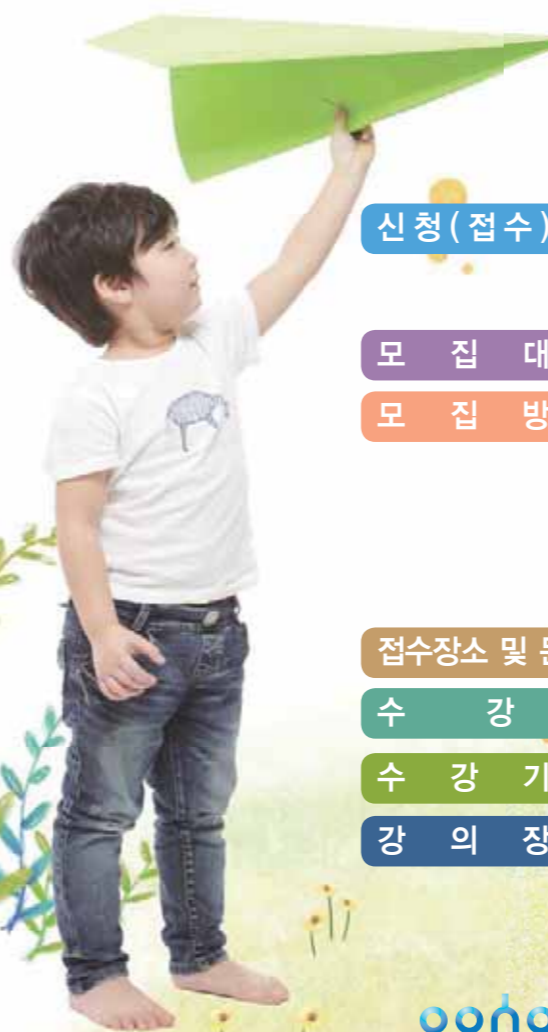 신청(접수)
모 집 대
모 집 방
접수장소 및
수 강
수 강 기
강 의 장